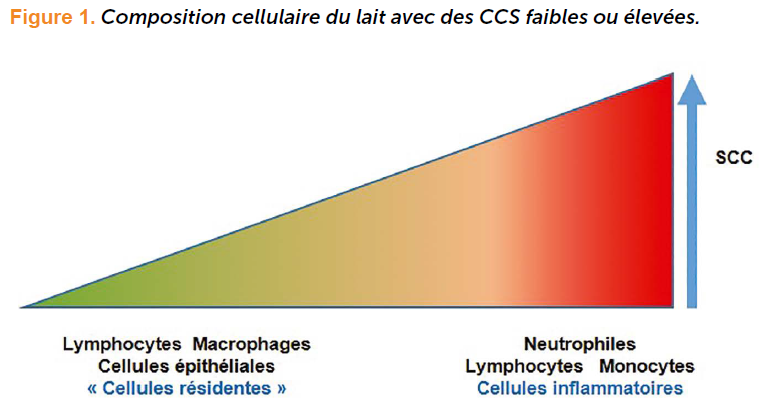 Figure 1. Composition cellulaire du lait avec des CCS faibles ou élevées.
SCC
Lymphocytes Macrophages
Cellules épithéliales
« Cellules résidentes »
Neutrophiles
Lymphocytes Monocytes
Cellules inflammatoires